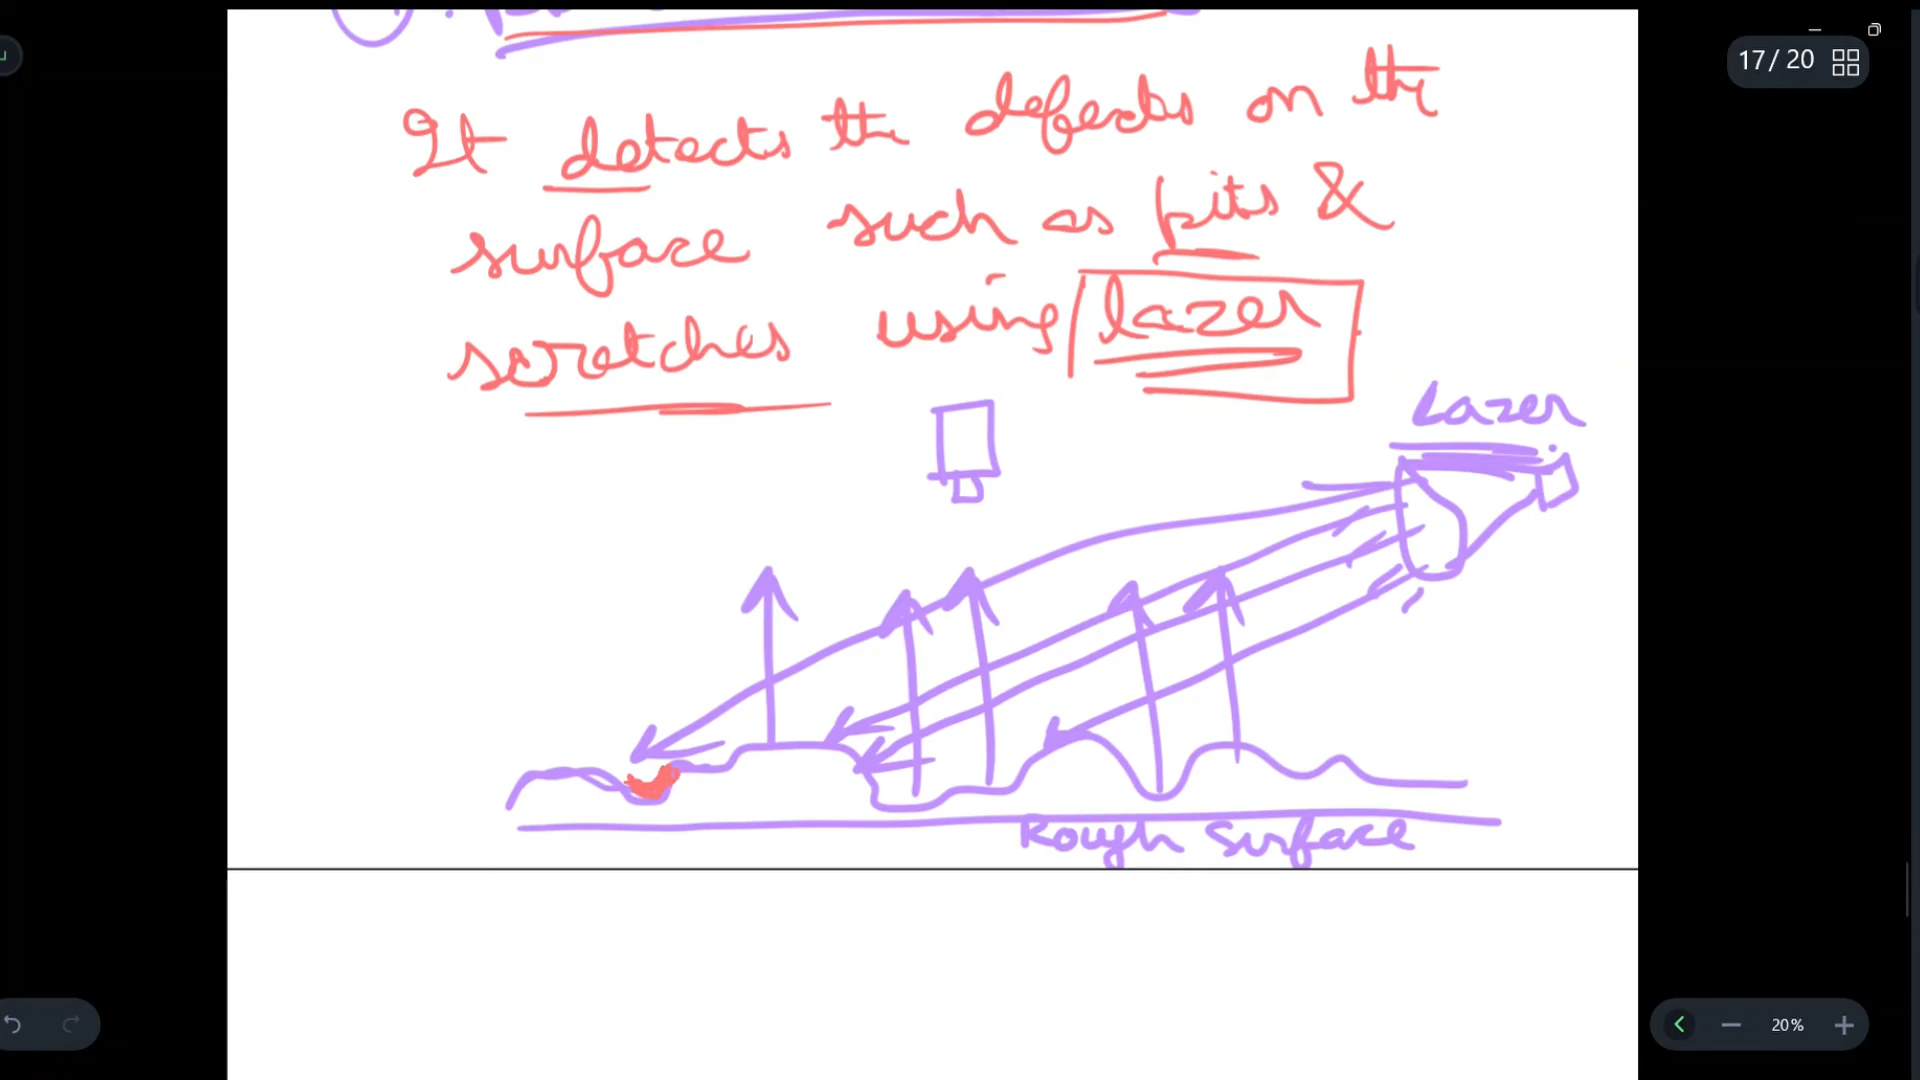 17 / 20
It detects the defects on the
surface such as pits &
scratches using lazer
Lazer
Rough Surface
20%